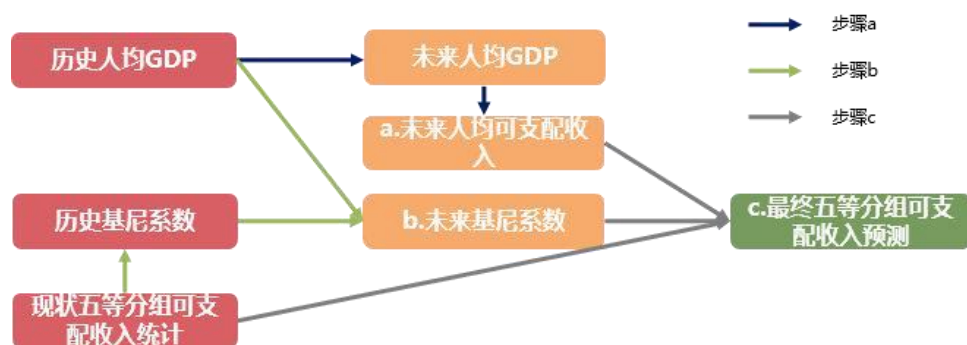 历史人均GDP
未来人均GDP
步骤a
步骤b
步骤c
a.未来人均可支配收
入
历史基尼系数
b.未来基尼系数
c.最终五等分组可支
配收入预测
现状五等分组可支
配收入统计